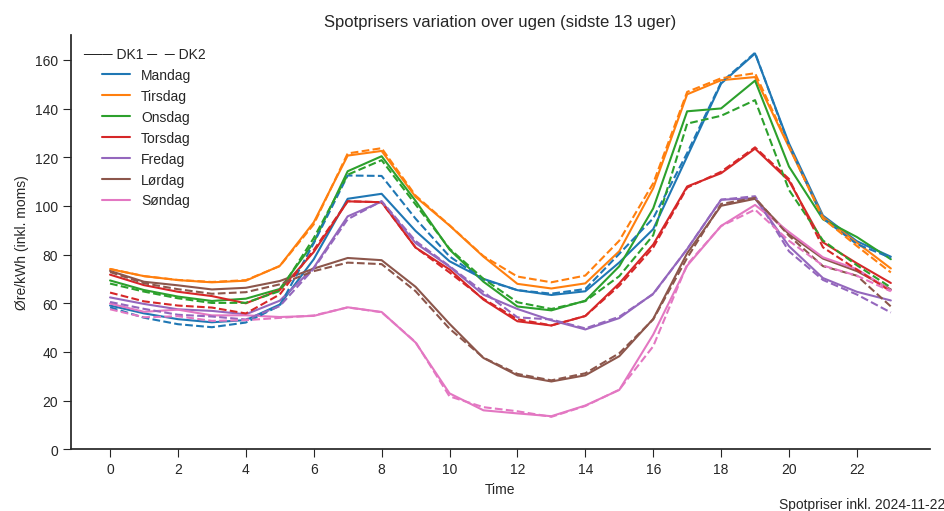 Spotprisers variation over ugen (sidste 13 uger)
DK1 DK2
Mandag
Tirsdag
Onsdag
Torsdag
Fredag
Lørdag
Søndag
Øre/kWh (inkl. moms)
160
140
120
100
80
60
40
20
0
0 2 4 6 8 10 12 14 16 18 20 22
Time
Spotpriser inkl. 2024-11-22